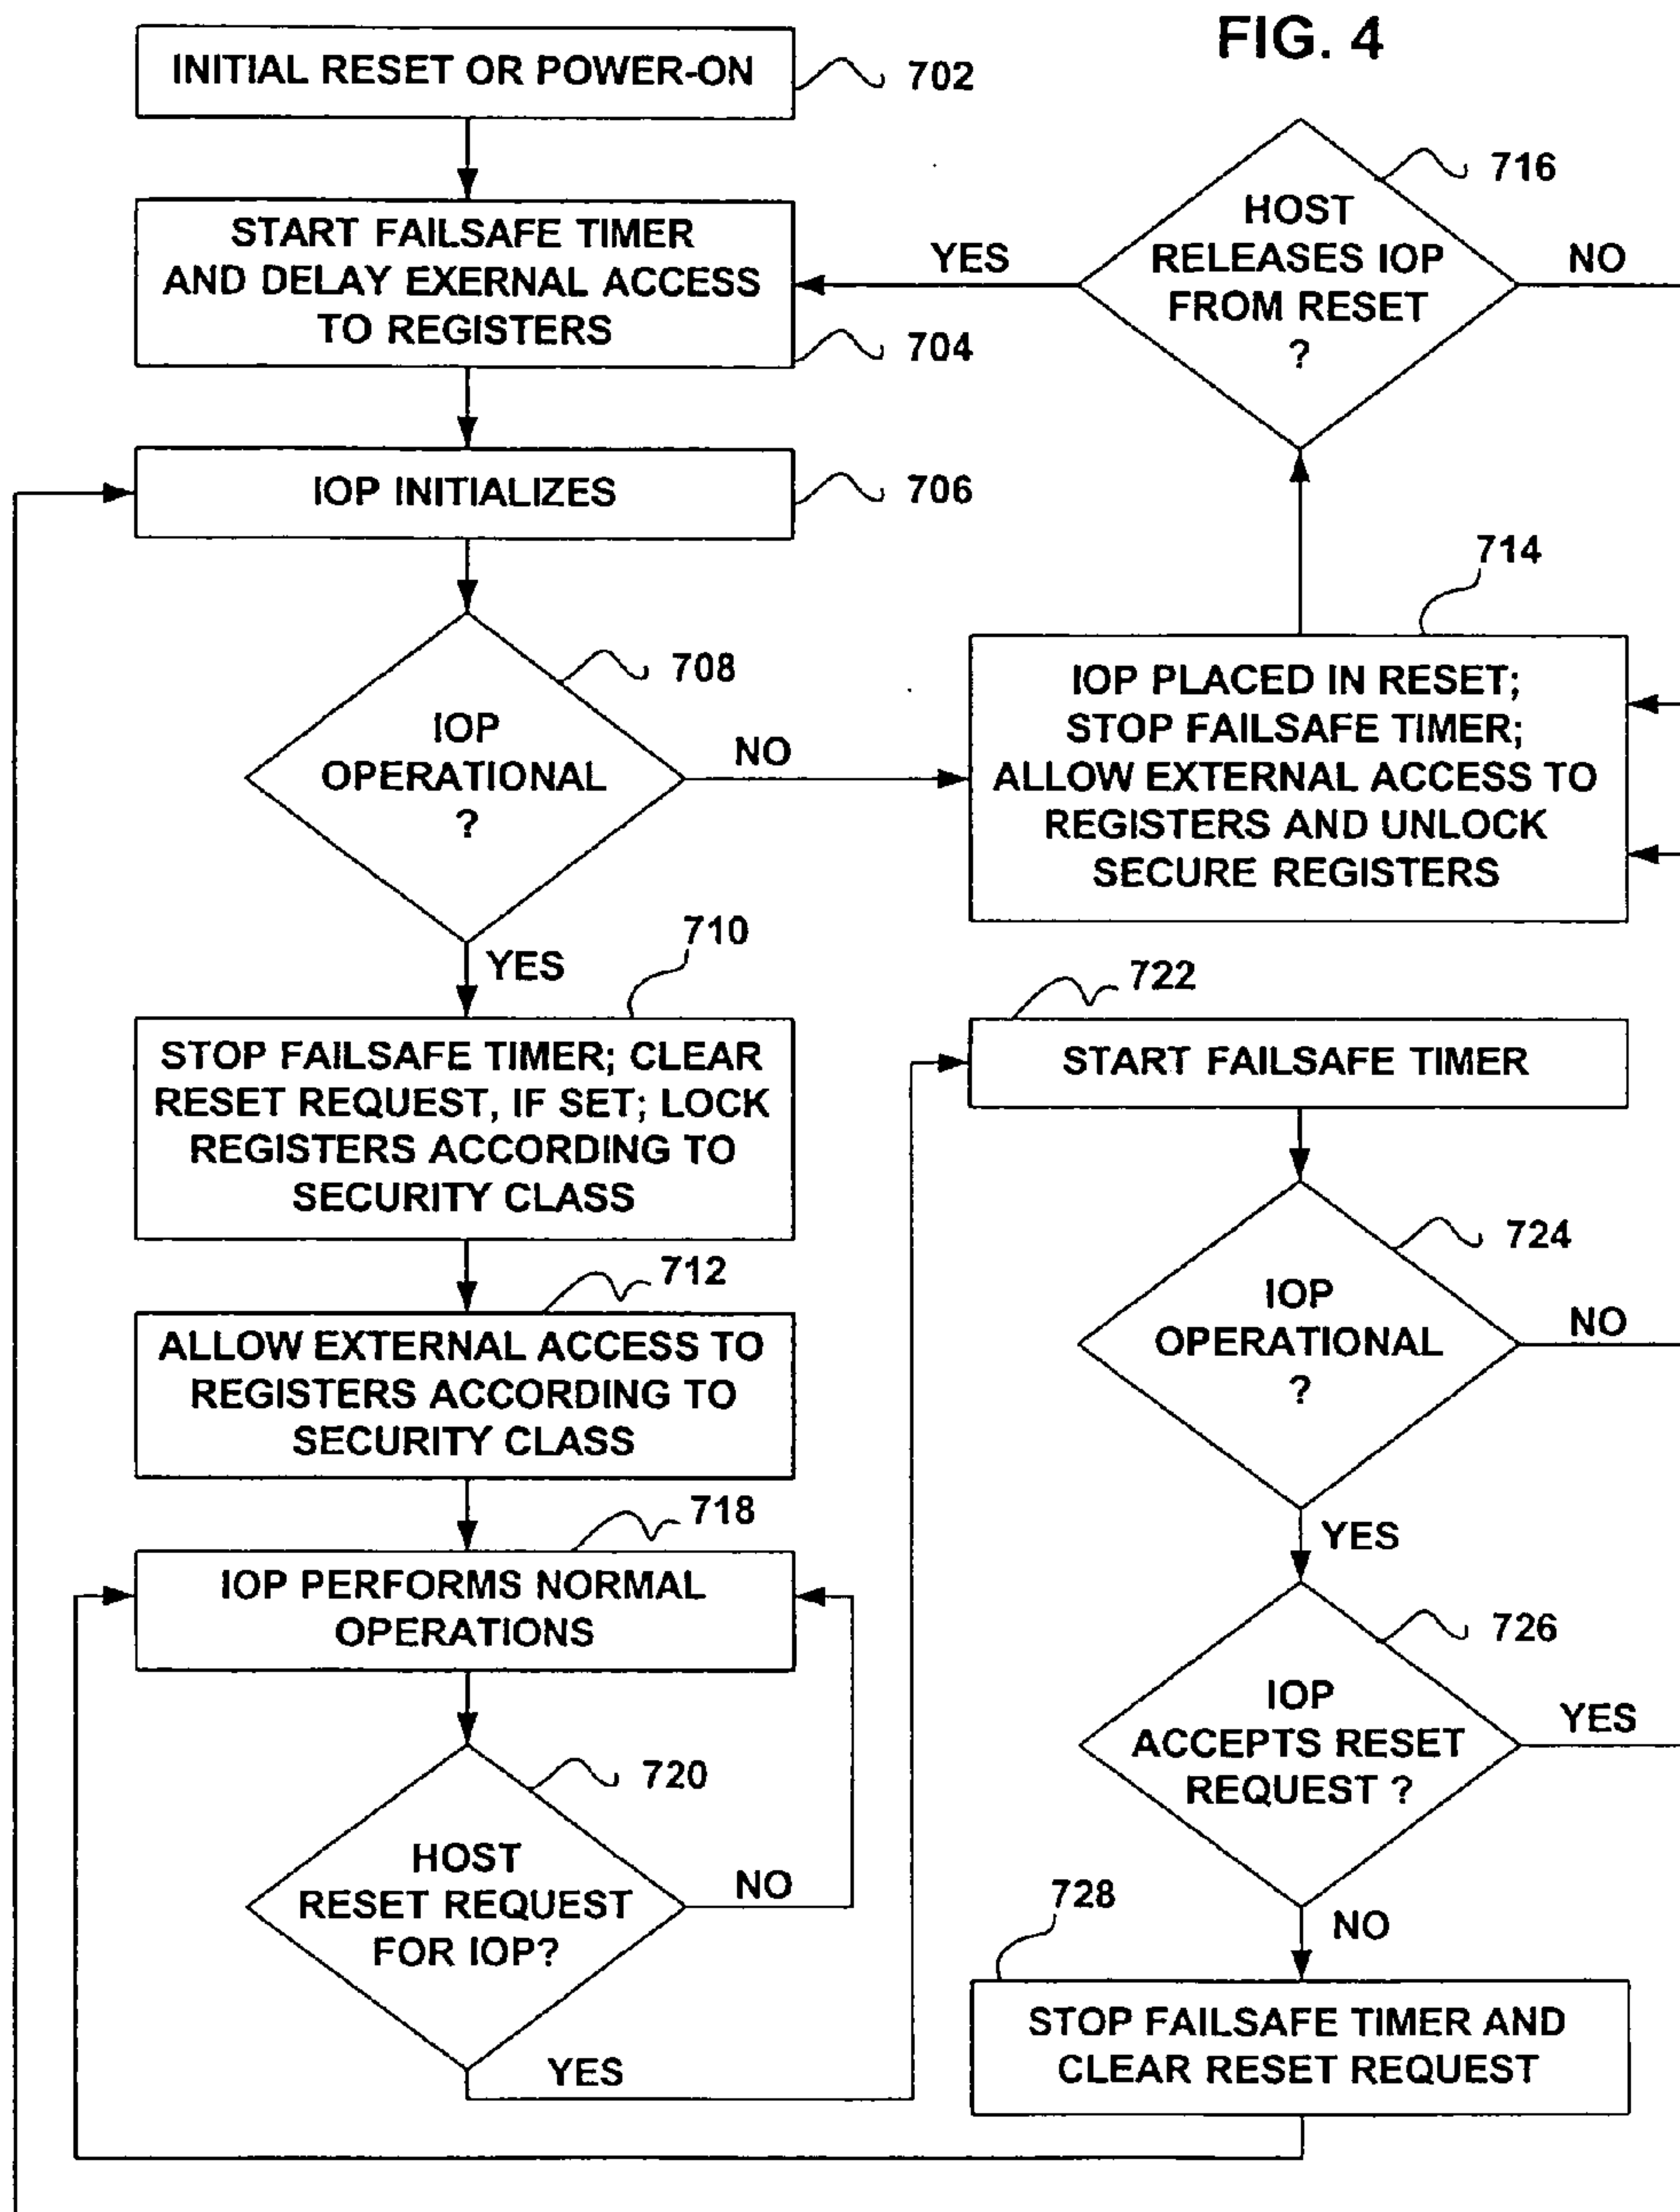 FIG. 4
INITIAL RESET OR POWER-ON
702
START FAILSAFE TIMER
AND DELAY EXERNAL ACCESS
TO REGISTERS
704
IOP INITIALIZES
706
708
IOP
OPERATIONAL
?
NO
YES
710
STOP FAILSAFE TIMER; CLEAR
RESET REQUEST, IF SET; LOCK
REGISTERS ACCORDING TO
SECURITY CLASS
712
ALLOW EXTERNAL ACCESS TO
REGISTERS ACCORDING TO
SECURITY CLASS
718
IOP PERFORMS NORMAL
OPERATIONS
720
HOST
RESET REQUEST
FOR IOP?
NO
YES
716
HOST
RELEASES IOP
FROM RESET
?
YES
NO
714
IOP PLACED IN RESET;
STOP FAILSAFE TIMER;
ALLOW EXTERNAL ACCESS TO
REGISTERS AND UNLOCK
SECURE REGISTERS
722
START FAILSAFE TIMER
724
IOP
OPERATIONAL
?
NO
YES
726
IOP
ACCEPTS RESET
REQUEST ?
YES
NO
728
STOP FAILSAFE TIMER AND
CLEAR RESET REQUEST